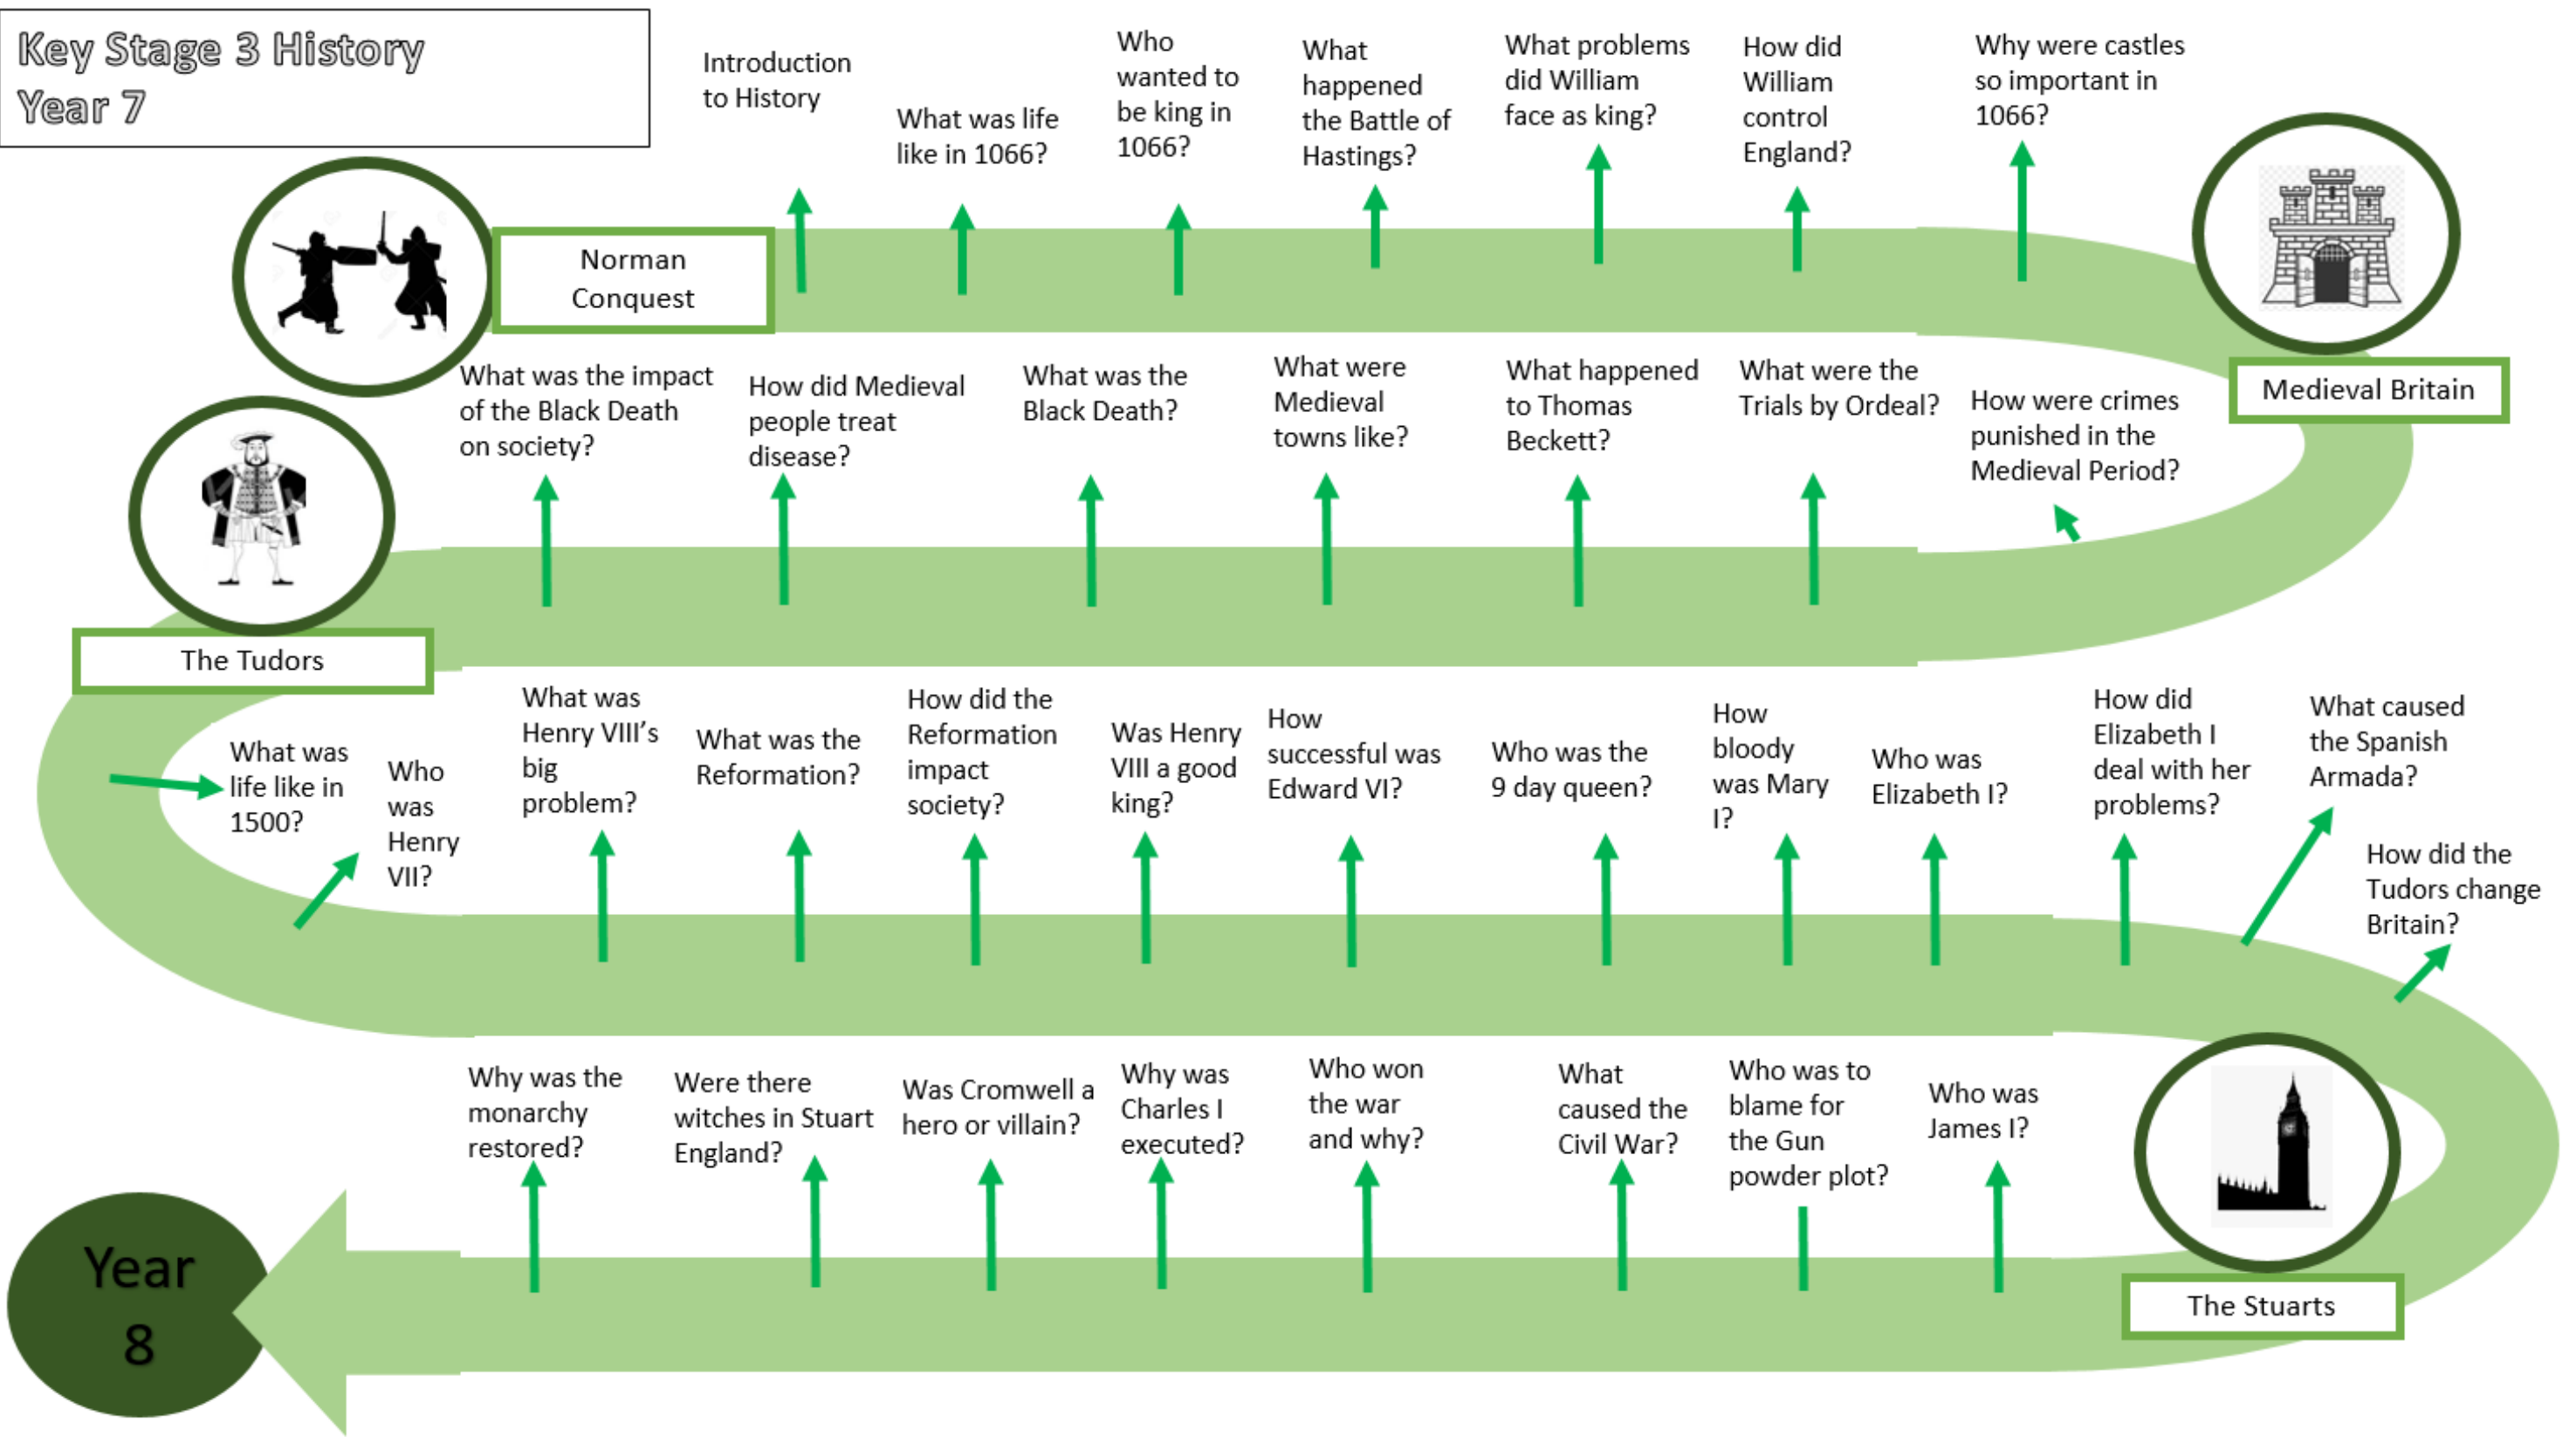 Key Stage 3 History
Year 7
Introduction
to History
What was life
like in 1066?
Who
wanted to
be king in
1066?
What
happened
the Battle of
Hastings?
What problems
did William
face as king?
How did
William
control
England?
Why were castles
so important in
1066?
Norman
Conquest
Medieval Britain
What was the impact
of the Black Death
on society?
How did Medieval
people treat
disease?
What was the
Black Death?
What were
Medieval
towns like?
What happened
to Thomas
Beckett?
What were the
Trials by Ordeal?
How were crimes
punished in the
Medieval Period?
The Tudors
What was
life like in
1500?
Who
was
Henry
VII?
What was
Henry VIII’s
big
problem?
What was the
Reformation?
How did the
Reformation
impact
society?
Was Henry
VIII a good
king?
How
successful was
Edward VI?
Who was the
9 day queen?
How
bloody
was Mary
I?
Who was
Elizabeth I?
How did
Elizabeth I
deal with her
problems?
What caused
the Spanish
Armada?
How did the
Tudors change
Britain?
Why was the
monarchy
restored?
Were there
witches in Stuart
England?
Was Cromwell a
hero or villain?
Why was
Charles I
executed?
Who won
the war
and why?
What
caused the
Civil War?
Who was to
blame for
the Gun
powder plot?
Who was
James I?
The Stuarts
Year
8